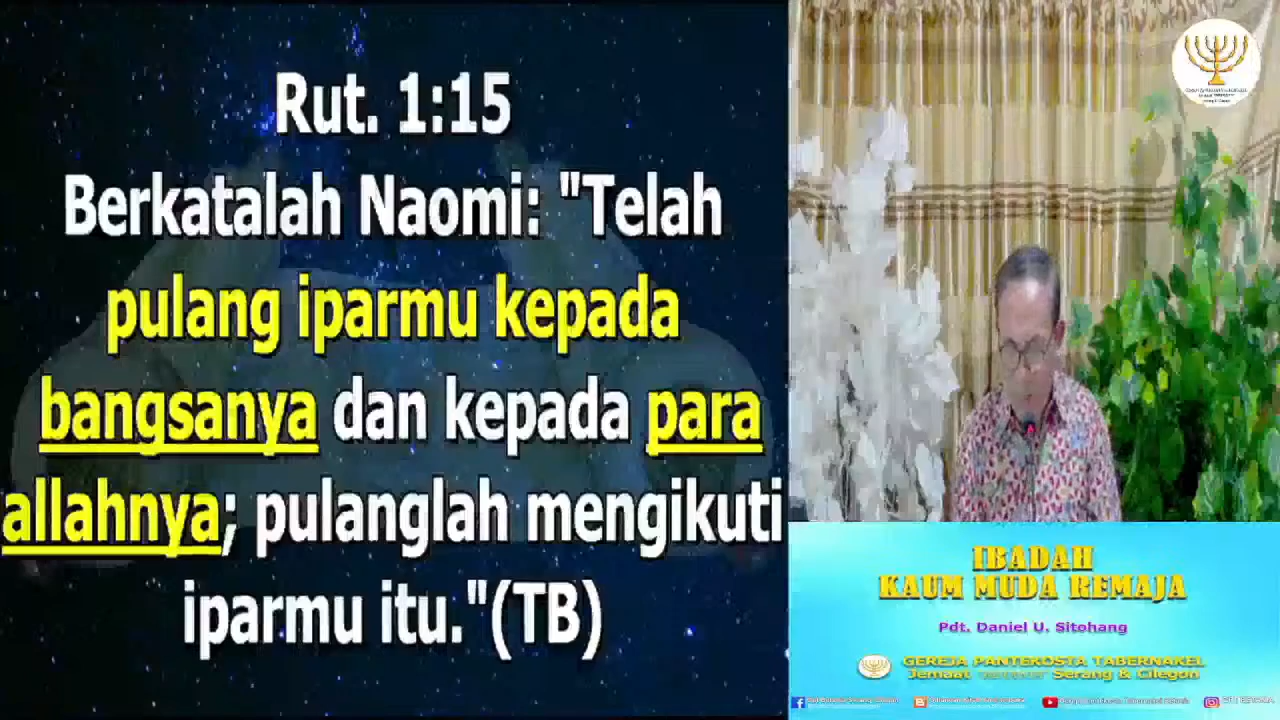 Rut. 1:15
Berkatalah Naomi: "Telah
pulang iparmu kepada
bangsanya dan kepada para
allahnya; pulanglah mengikuti
iparmu itu."(TB)
IBADAH
KAUM MUDA REMAJA
Pdt. Daniel U. Sitohang
GEREJA PANTEKOSTA TABERNAKEL
Jemaat Serang & Cilegon